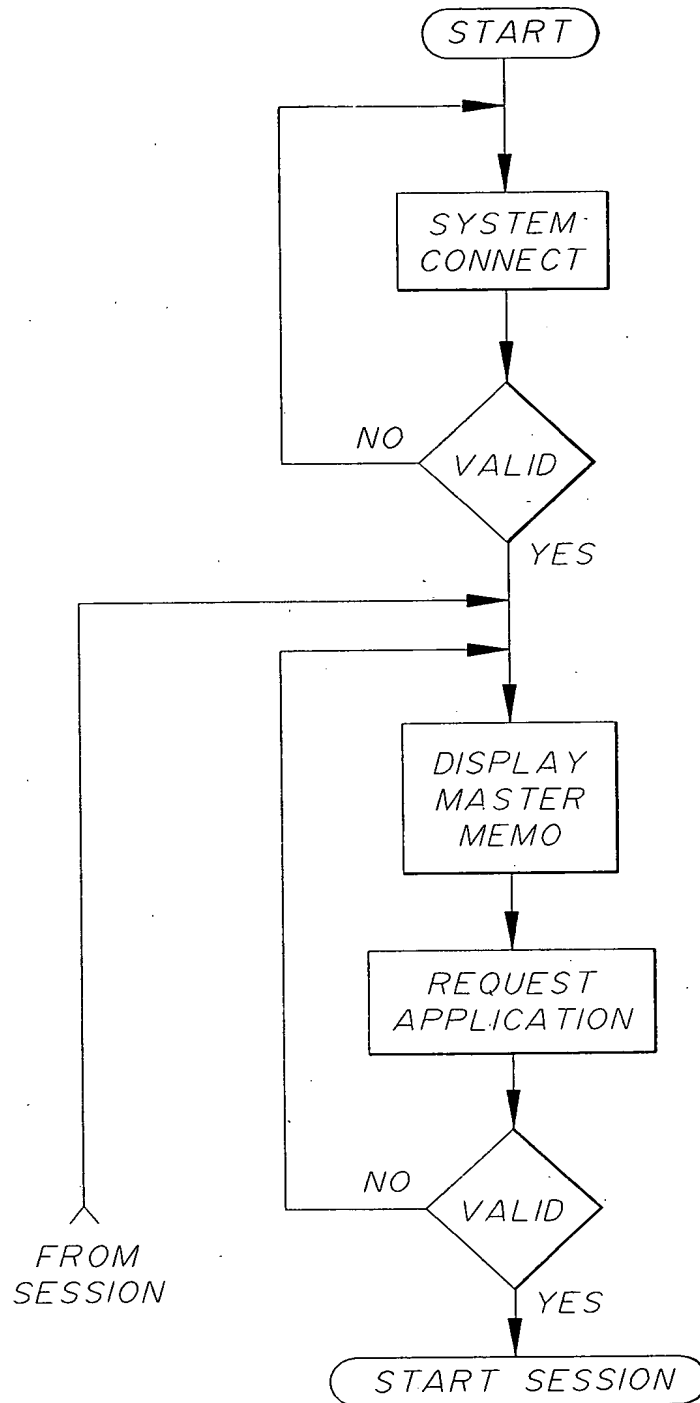 START
SYSTEM
CONNECT
NO
VALID
YES
DISPLAY
MASTER
MEMO
REQUEST
APPLICATION
NO
VALID
FROM
SESSION
YES
START SESSION